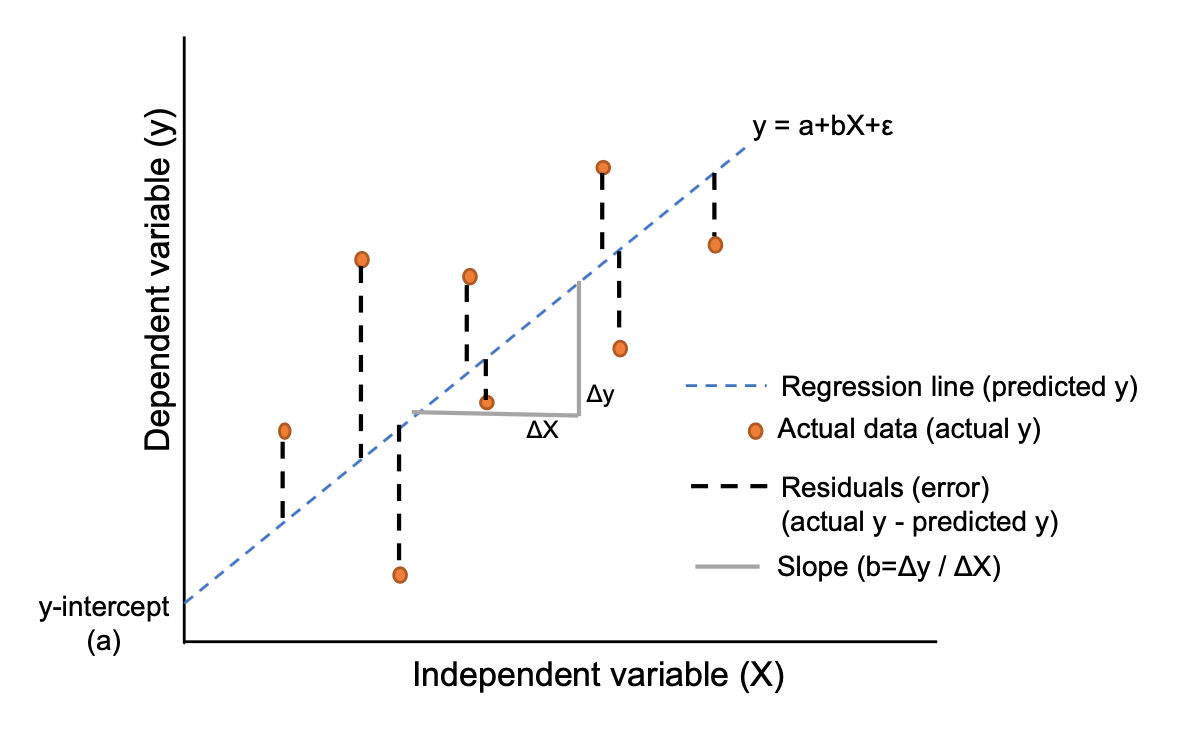 y = a+bX+ε
Dependent variable (y)
Δy
ΔX
Regression line (predicted y)
Actual data (actual y)
Residuals (error)
(actual y - predicted y)
Slope (b=Δy / ΔX)
y-intercept
(a)
Independent variable (X)